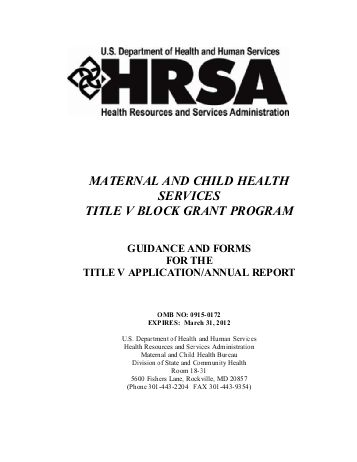 U.S. Department of Health and Human Services
HRSA
Health Resources and Services Administration
MATERNAL AND CHILD HEALTH
SERVICES
TITLE V BLOCK GRANT PROGRAM
GUIDANCE AND FORMS
FOR THE
TITLE V APPLICATION/ANNUAL REPORT
OMB NO: 0915-0172
EXPIRES: March 31, 2012
U.S. Department of Health and Human Services
Health Resources and Services Administration
Maternal and Child Health Bureau
Division of State and Community Health
Room 18-31
5600 Fishers Lane, Rockville, MD 20857
(Phone 301-443-2204 FAX 301-443-9354)